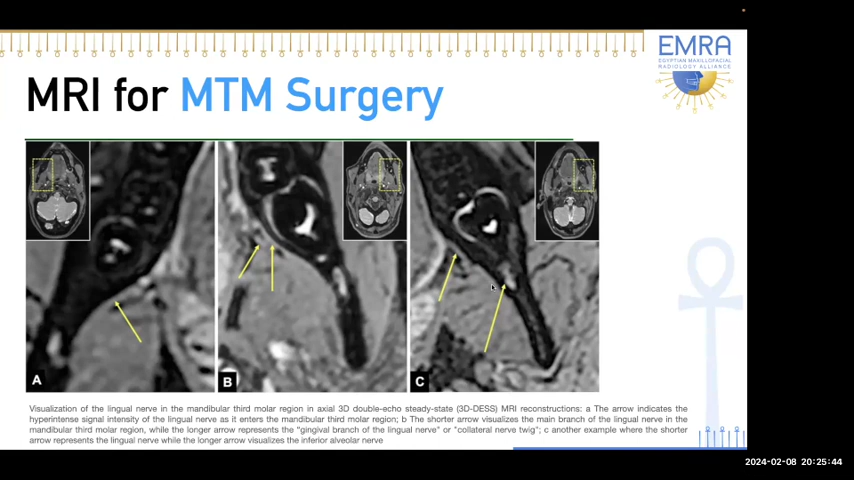 EMRA
EGYPTIAN MAXILLOFACIAL
RADIOLOGY ALLIANCE
MRI for MTM Surgery
A
B
C
Visualization of the lingual nerve in the mandibular third molar region in axial 3D double-echo steady-state (3D-DESS) MRI reconstructions: a The arrow indicates the
hyperintense signal intensity of the lingual nerve as it enters the mandibular third molar region; b The shorter arrow visualizes the main branch of the lingual nerve in the
mandibular third molar region, while the longer arrow represents the "gingival branch of the lingual nerve" or "collateral nerve twig"; c another example where the shorter
arrow represents the lingual nerve while the longer arrow visualizes the inferior alveolar nerve
2024-02-08 20:25:44